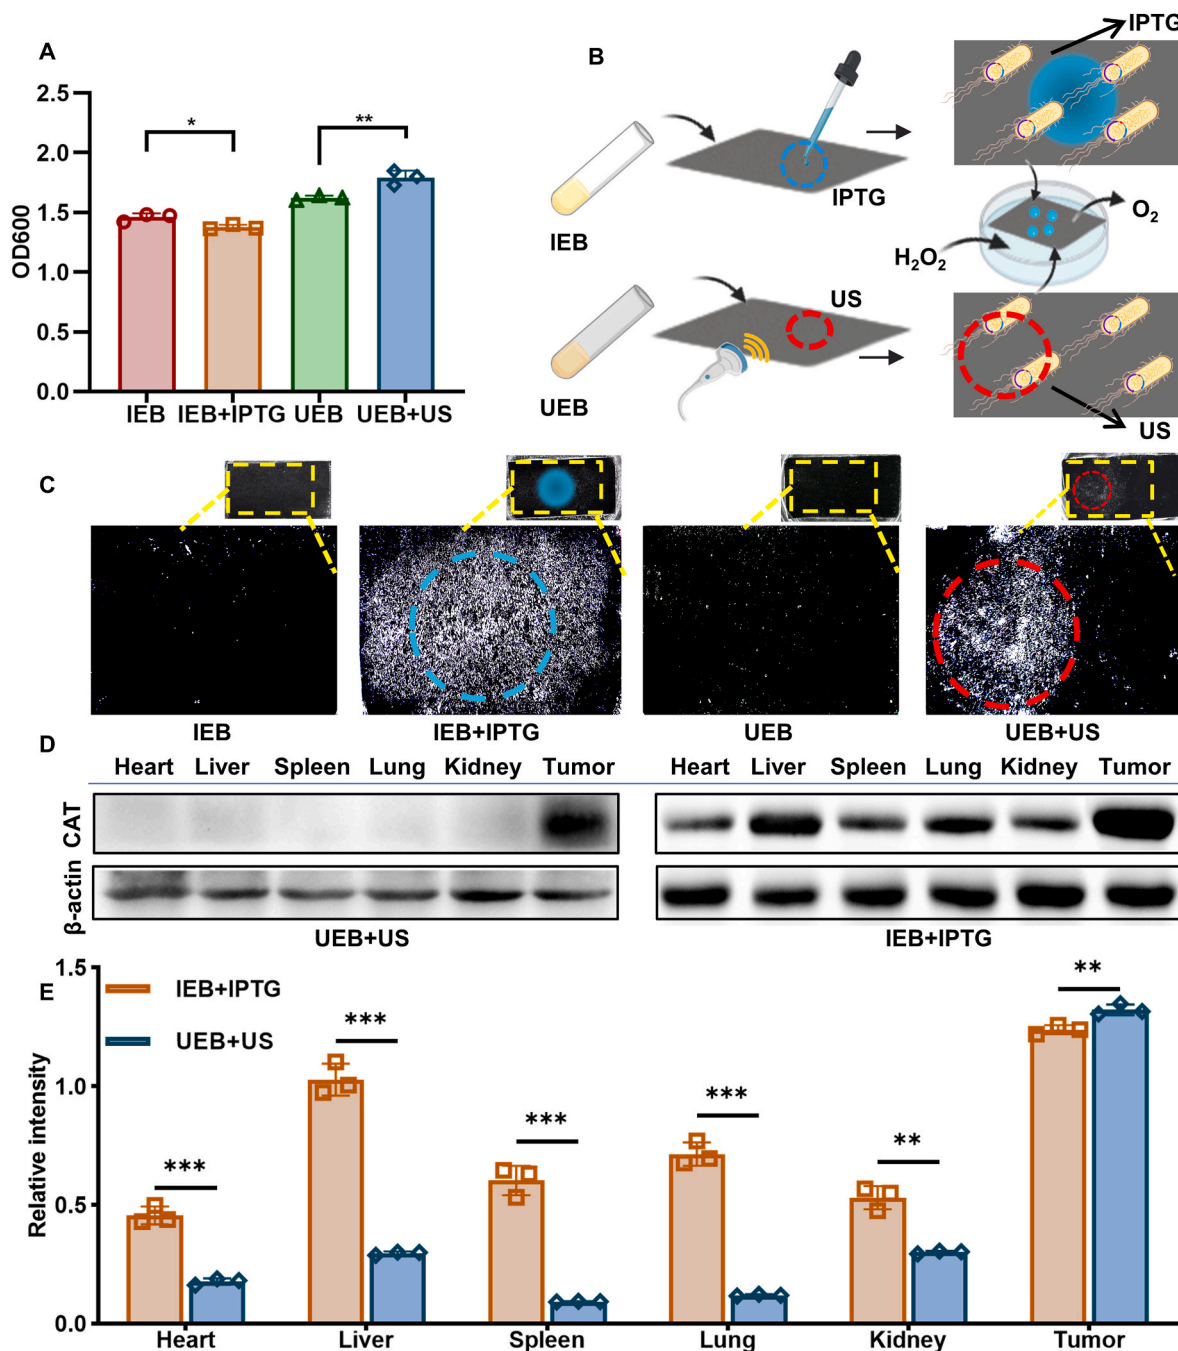 A
2.5
2.0
1.5
1.0
0.5
0.0
OD600
*
**
IEB IEB+IPTG UEB UEB+US
B
IPTG
IPTG
IEB
O2
H2O2
US
UEB
US
C
IEB IEB+IPTG UEB UEB+US
D
Heart Liver Spleen Lung Kidney Tumor
Heart Liver Spleen Lung Kidney Tumor
CAT
β-actin
UEB+US IEB+IPTG
E
1.5
1.0
0.5
0.0
Relative intensity
IEB+IPTG
UEB+US
***
***
***
***
**
**
Heart Liver Spleen Lung Kidney Tumor